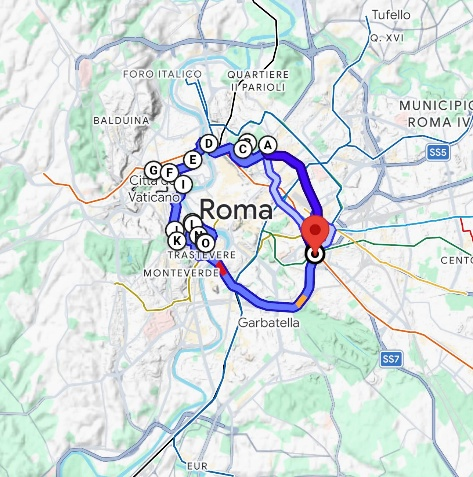 Tufello
Q. XVI
FORO ITALICO
QUARTIERE
II PARIOLI
MUNICIPIO
ROMA IV
BALDUINA
SS5
D
C
A
E
G
F
I
Città d
Vaticano
Roma
J
L
K
N
O
TRASTEVERE
MONTEVERDE
CENTO
Garbatella
SS7
EUR